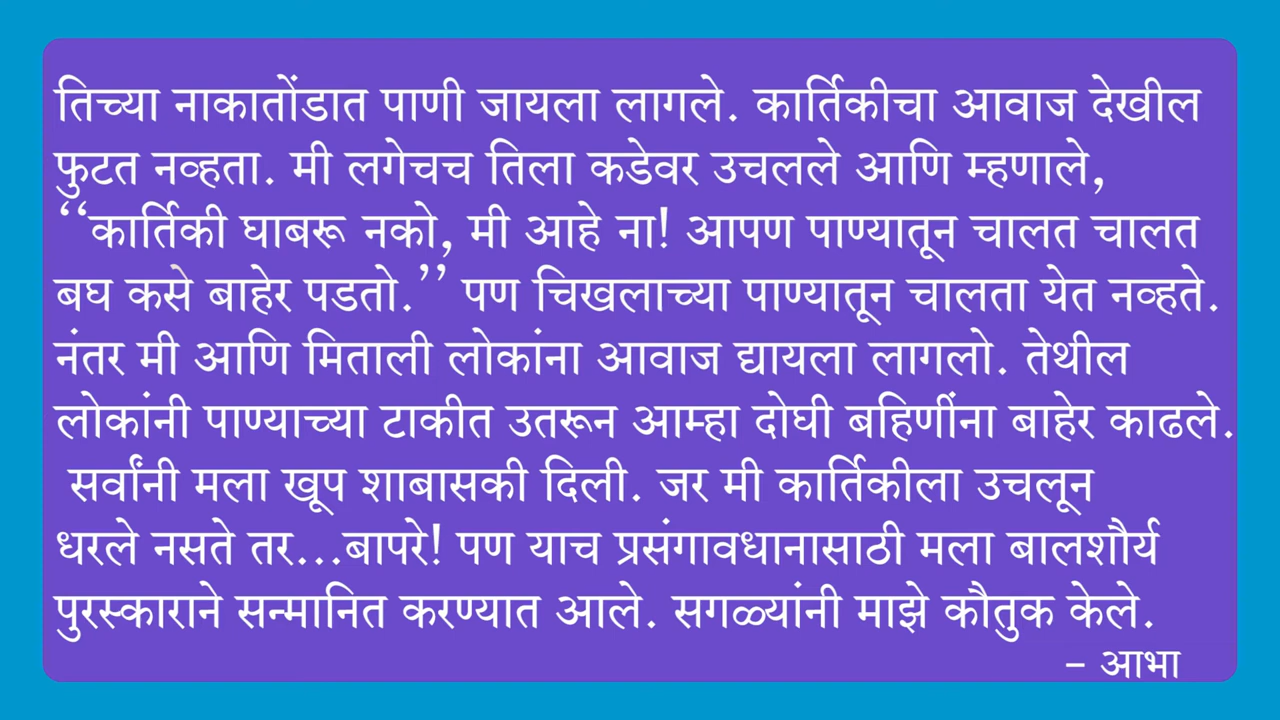 तिच्या नाकातोंडात पाणी जायला लागले. कार्तिकीचा आवाज देखील
फुटत नव्हता. मी लगेचच तिला कडेवर उचलले आणि म्हणाले,
“कार्तिकी घाबरू नको, मी आहे ना! आपण पाण्यातून चालत चालत
बघ कसे बाहेर पडतो.” पण चिखलाच्या पाण्यातून चालता येत नव्हते.
नंतर मी आणि मिताली लोकांना आवाज द्यायला लागलो. तेथील
लोकांनी पाण्याच्या टाकीत उतरून आम्हा दोघी बहिणींना बाहेर काढले.
सर्वांनी मला खूप शाबासकी दिली. जर मी कार्तिकीला उचलून
धरले नसते तर...बापरे! पण याच प्रसंगावधानासाठी मला बालशौर्य
पुरस्काराने सन्मानित करण्यात आले. सगळ्यांनी माझे कौतुक केले.
– आभा